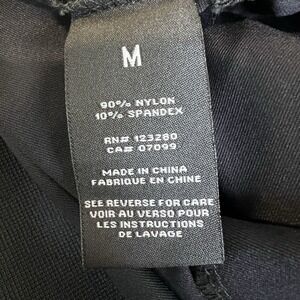 M
90% NYLON
10% SPANDEX
RN# 123280
CA# 07099
MADE IN CHINA
FABRIQUE EN CHINE
SEE REVERSE FOR CARE
VOIR AU VERSO POUR
LES INSTRUCTIONS
DE LAVAGE